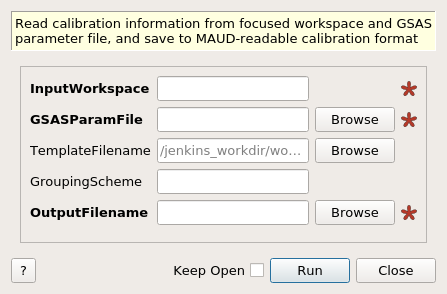 Read calibration information from focused workspace and GSAS
parameter file, and save to MAUD-readable calibration format
InputWorkspace
GSASParamFile Browse
TemplateFilename /jenkins_workdir/wo... Browse
GroupingScheme
OutputFilename Browse
? Keep Open Run Close